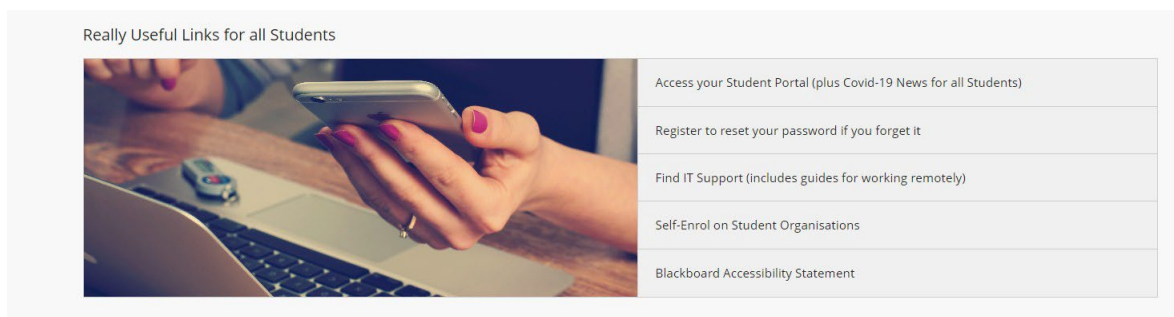 Really Useful Links for all Students
Access your Student Portal (plus Covid-19 News for all Students)
Register to reset your password if you forget it
Find IT Support (includes guides for working remotely)
Self-Enrol on Student Organisations
Blackboard Accessibility Statement